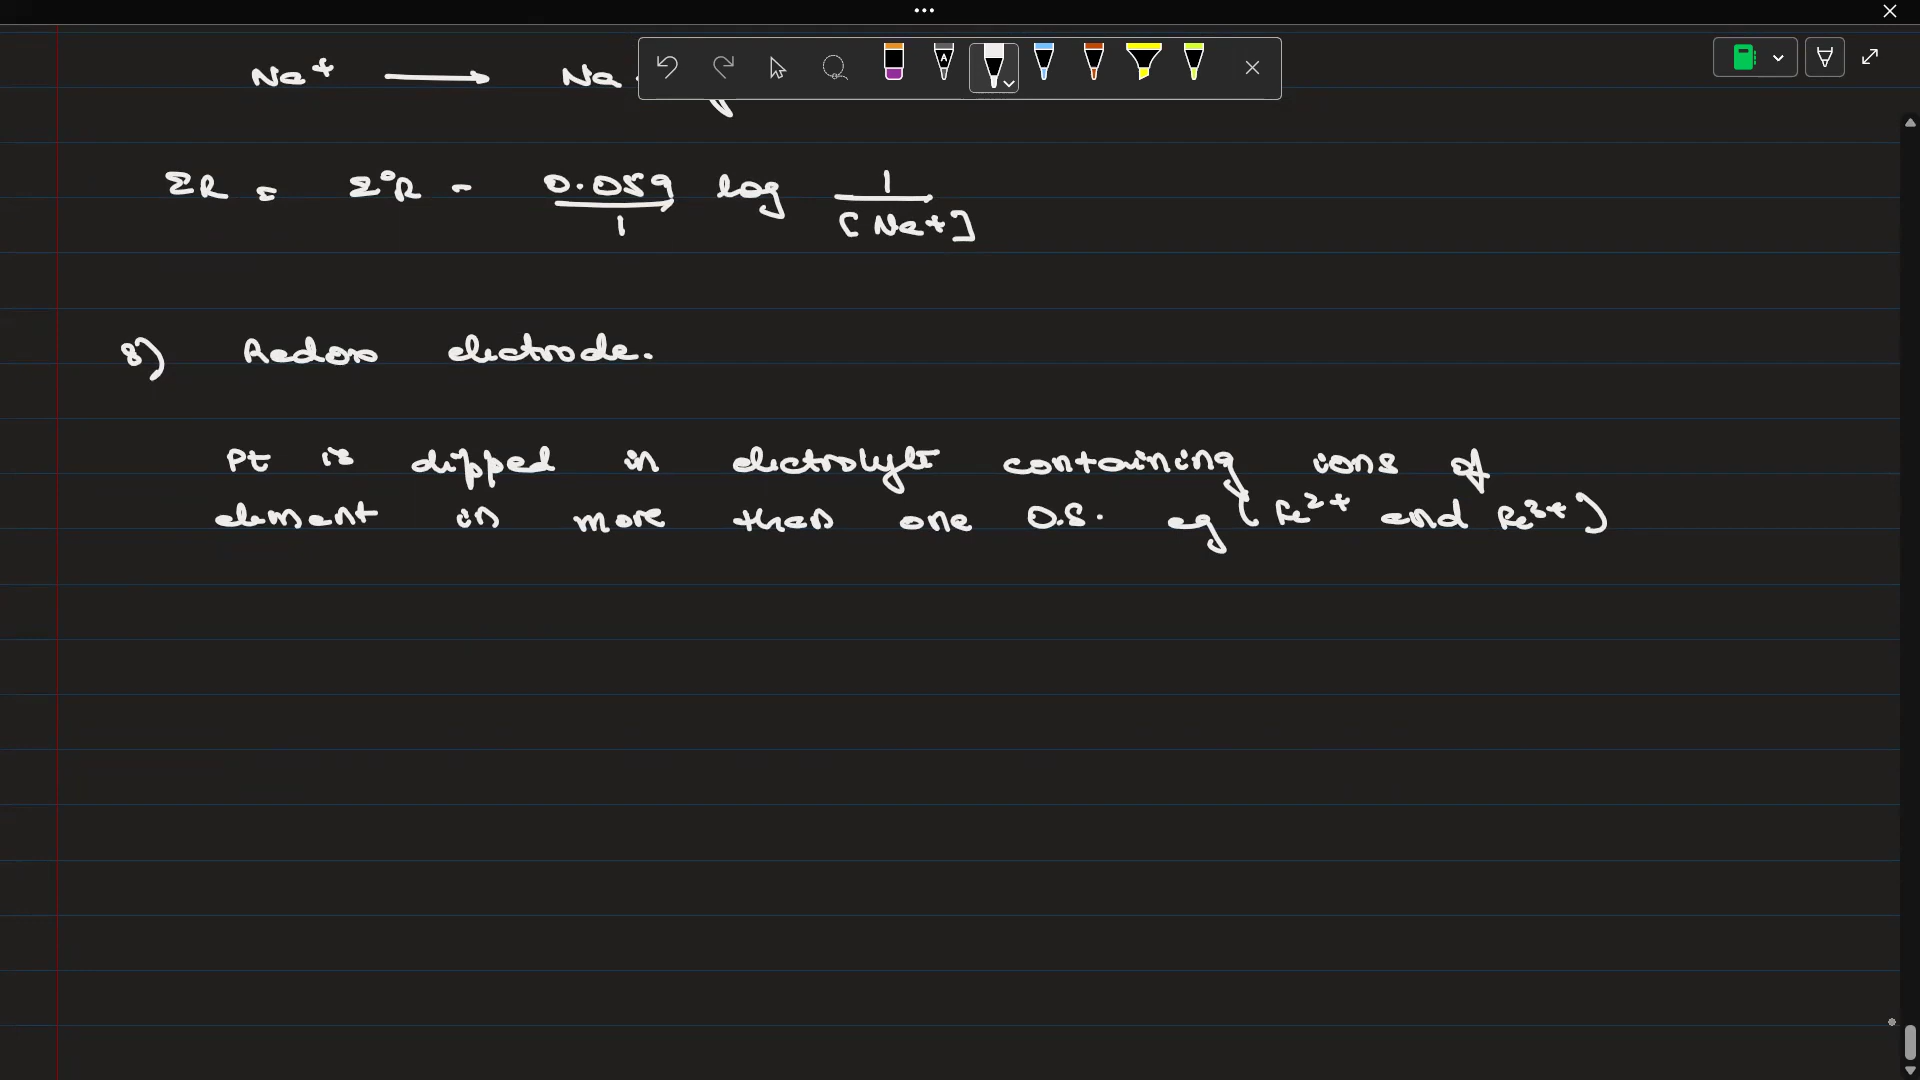 Na⁺ ⟶ Na
ƩR = Ʃ°R - 0.059/1 log 1/[Na⁺]
8) Redox electrode.
Pt is dipped in electrolyte containing ions of
element in more than one O.S. eg (Fe²⁺ and Fe³⁺)